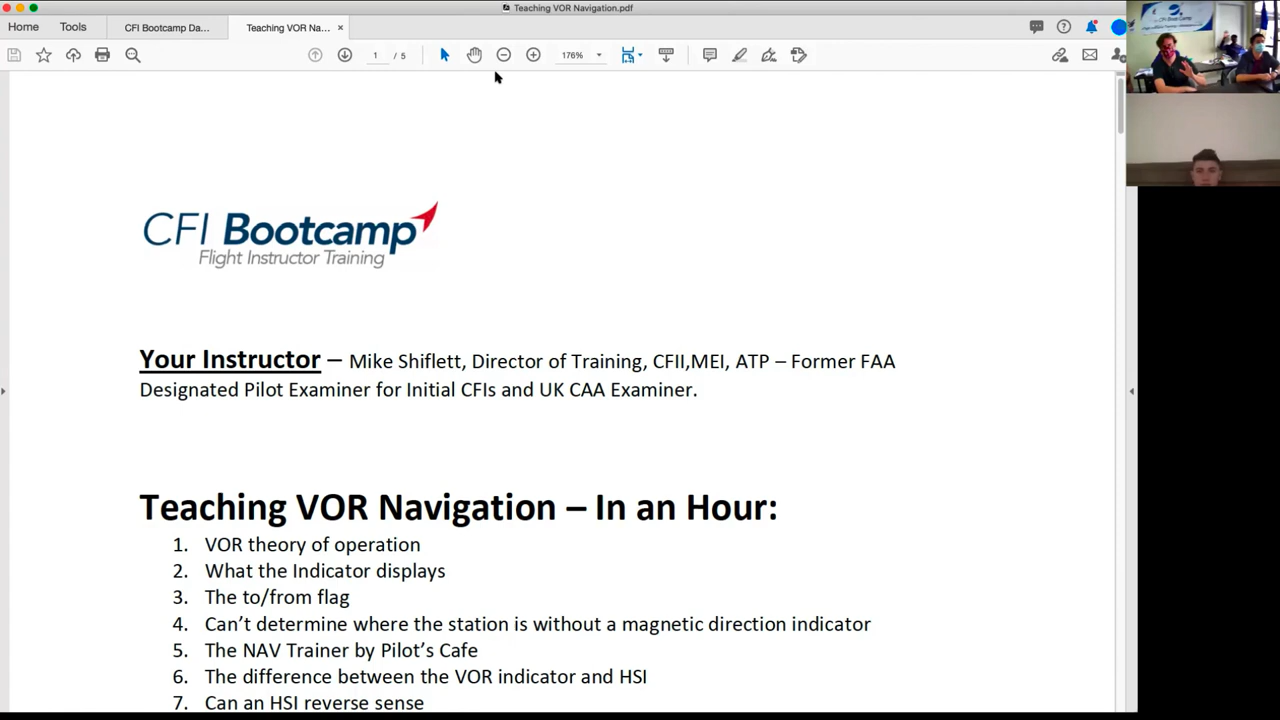 Teaching VOR Navigation.pdf
Home
Tools
CFI Bootcamp Da...
Teaching VOR Na...
1 / 5
176%
CFI Bootcamp
Flight Instructor Training
Your Instructor – Mike Shiflett, Director of Training, CFII,MEI, ATP – Former FAA
Designated Pilot Examiner for Initial CFIs and UK CAA Examiner.
Teaching VOR Navigation – In an Hour:
1. VOR theory of operation
2. What the Indicator displays
3. The to/from flag
4. Can't determine where the station is without a magnetic direction indicator
5. The NAV Trainer by Pilot's Cafe
6. The difference between the VOR indicator and HSI
7. Can an HSI reverse sense